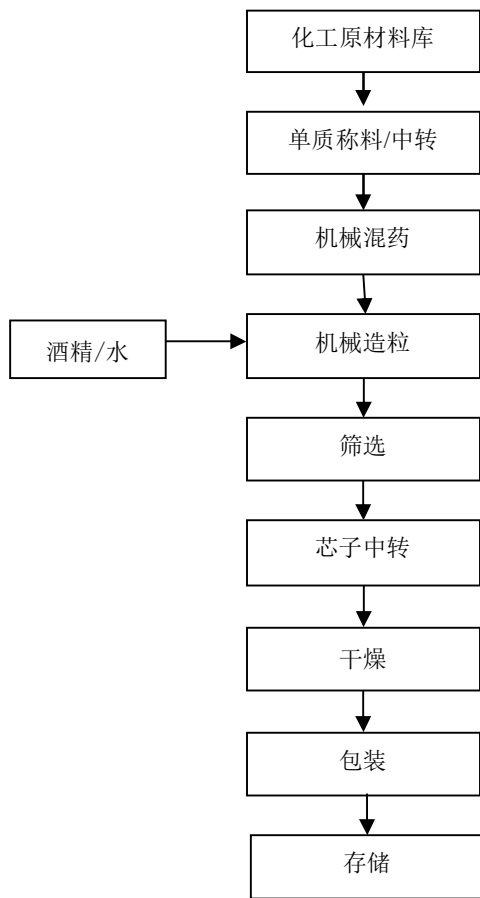 化工原材料库
单质称料/中转
机械混药
酒精/水
机械造粒
筛选
芯子中转
干燥
包装
存储